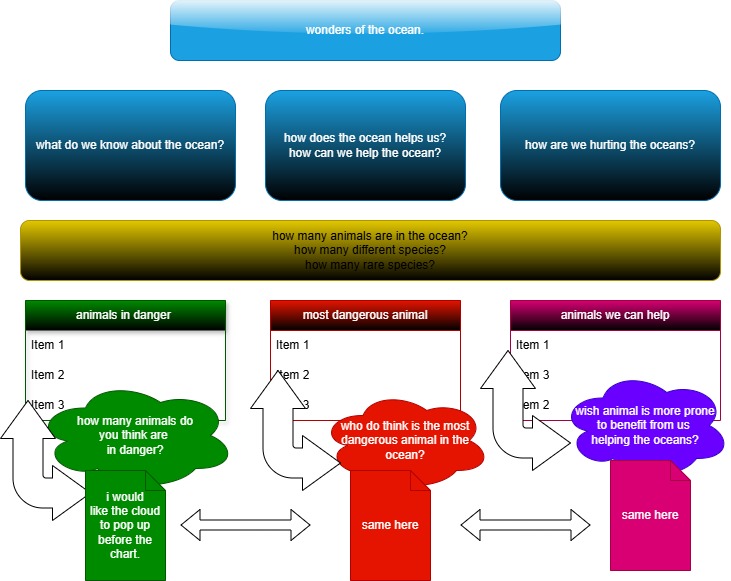 wonders of the ocean.
what do we know about the ocean?
how does the ocean helps us?
how can we help the ocean?
how are we hurting the oceans?
how many animals are in the ocean?
how many different species?
how many rare species?
animals in danger
Item 1
Item 2
Item 3
most dangerous animal
Item 1
Item 2
3
animals we can help
Item 1
em 3
em 2
how many animals do
you think are
in danger?
who do think is the most
dangerous animal in the
ocean?
wish animal is more prone
to benefit from us
helping the oceans?
i would
like the cloud
to pop up
before the
chart.
same here
same here